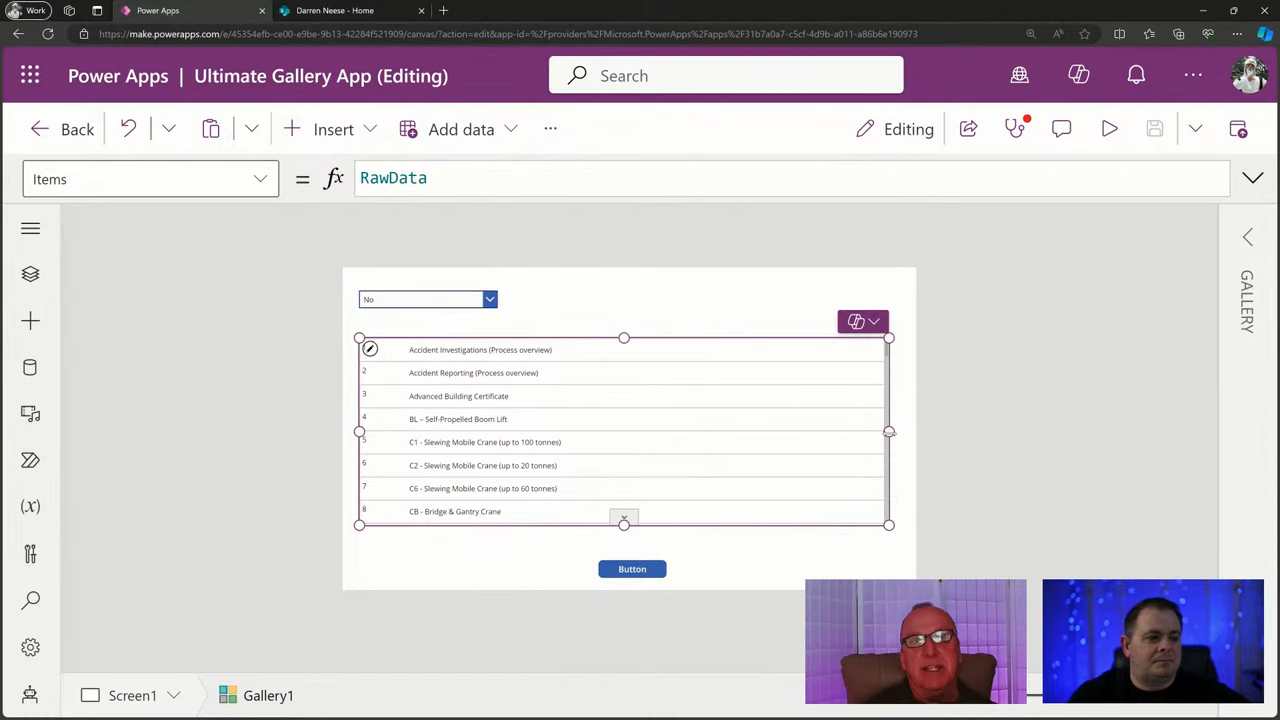 Work
Power Apps
Darren Neese - Home
https://make.powerapps.com/e/45354efb-ce00-e9be-9b13-42284f521909/canvas/?action=edit&app-id=%2Fproviders%2FMicrosoft.PowerApps%2Fapps%2F31b7a0a7-c5cf-4d9b-a011-a86b6e190973
Power Apps | Ultimate Gallery App (Editing)
Search
Back
Insert
Add data
Editing
Items
= fx RawData
No
Accident Investigations (Process overview)
2 Accident Reporting (Process overview)
3 Advanced Building Certificate
4 BL – Self-Propelled Boom Lift
5 C1 - Slewing Mobile Crane (up to 100 tonnes)
6 C2 - Slewing Mobile Crane (up to 20 tonnes)
7 C6 - Slewing Mobile Crane (up to 60 tonnes)
8 CB - Bridge & Gantry Crane
Button
GALLERY
Screen1
Gallery1